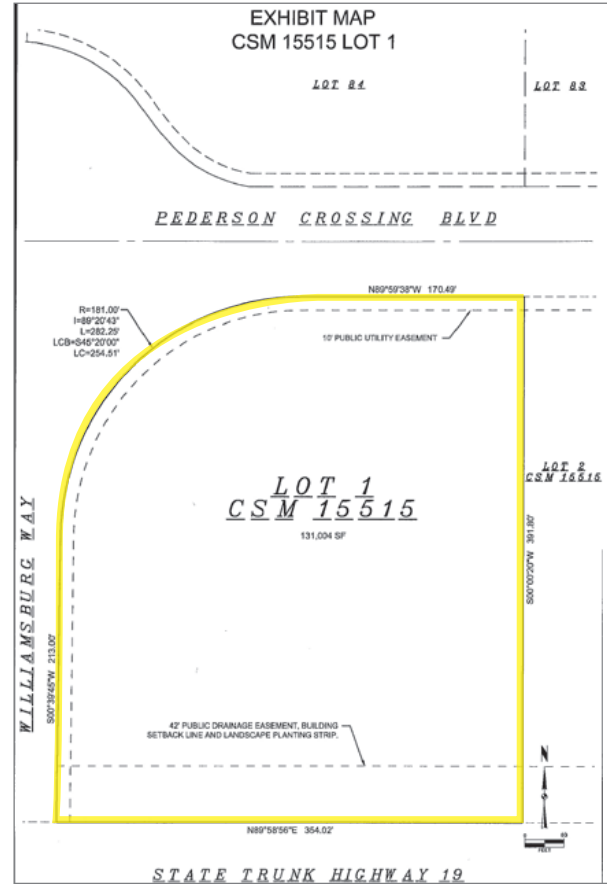 EXHIBIT MAP
CSM 15515 LOT 1
LOT 84
LOT 83
PEDERSON CROSSING BLVD
N89°59'38"W 170.49'
R=181.00'
I=89°20'43"
L=282.25'
LCB=S45°20'00"
LC=254.51'
10' PUBLIC UTILITY EASEMENT
LOT 2
CSM 15515
LOT 1
CSM 15515
131,004 SF
WILLIAMSBURG WAY
S00°39'45"W 213.00'
S00°00'20"W 391.80'
42' PUBLIC DRAINAGE EASEMENT, BUILDING
SETBACK LINE AND LANDSCAPE PLANTING STRIP.
N
N89°58'56"E 354.02'
0
FEET
STATE TRUNK HIGHWAY 19